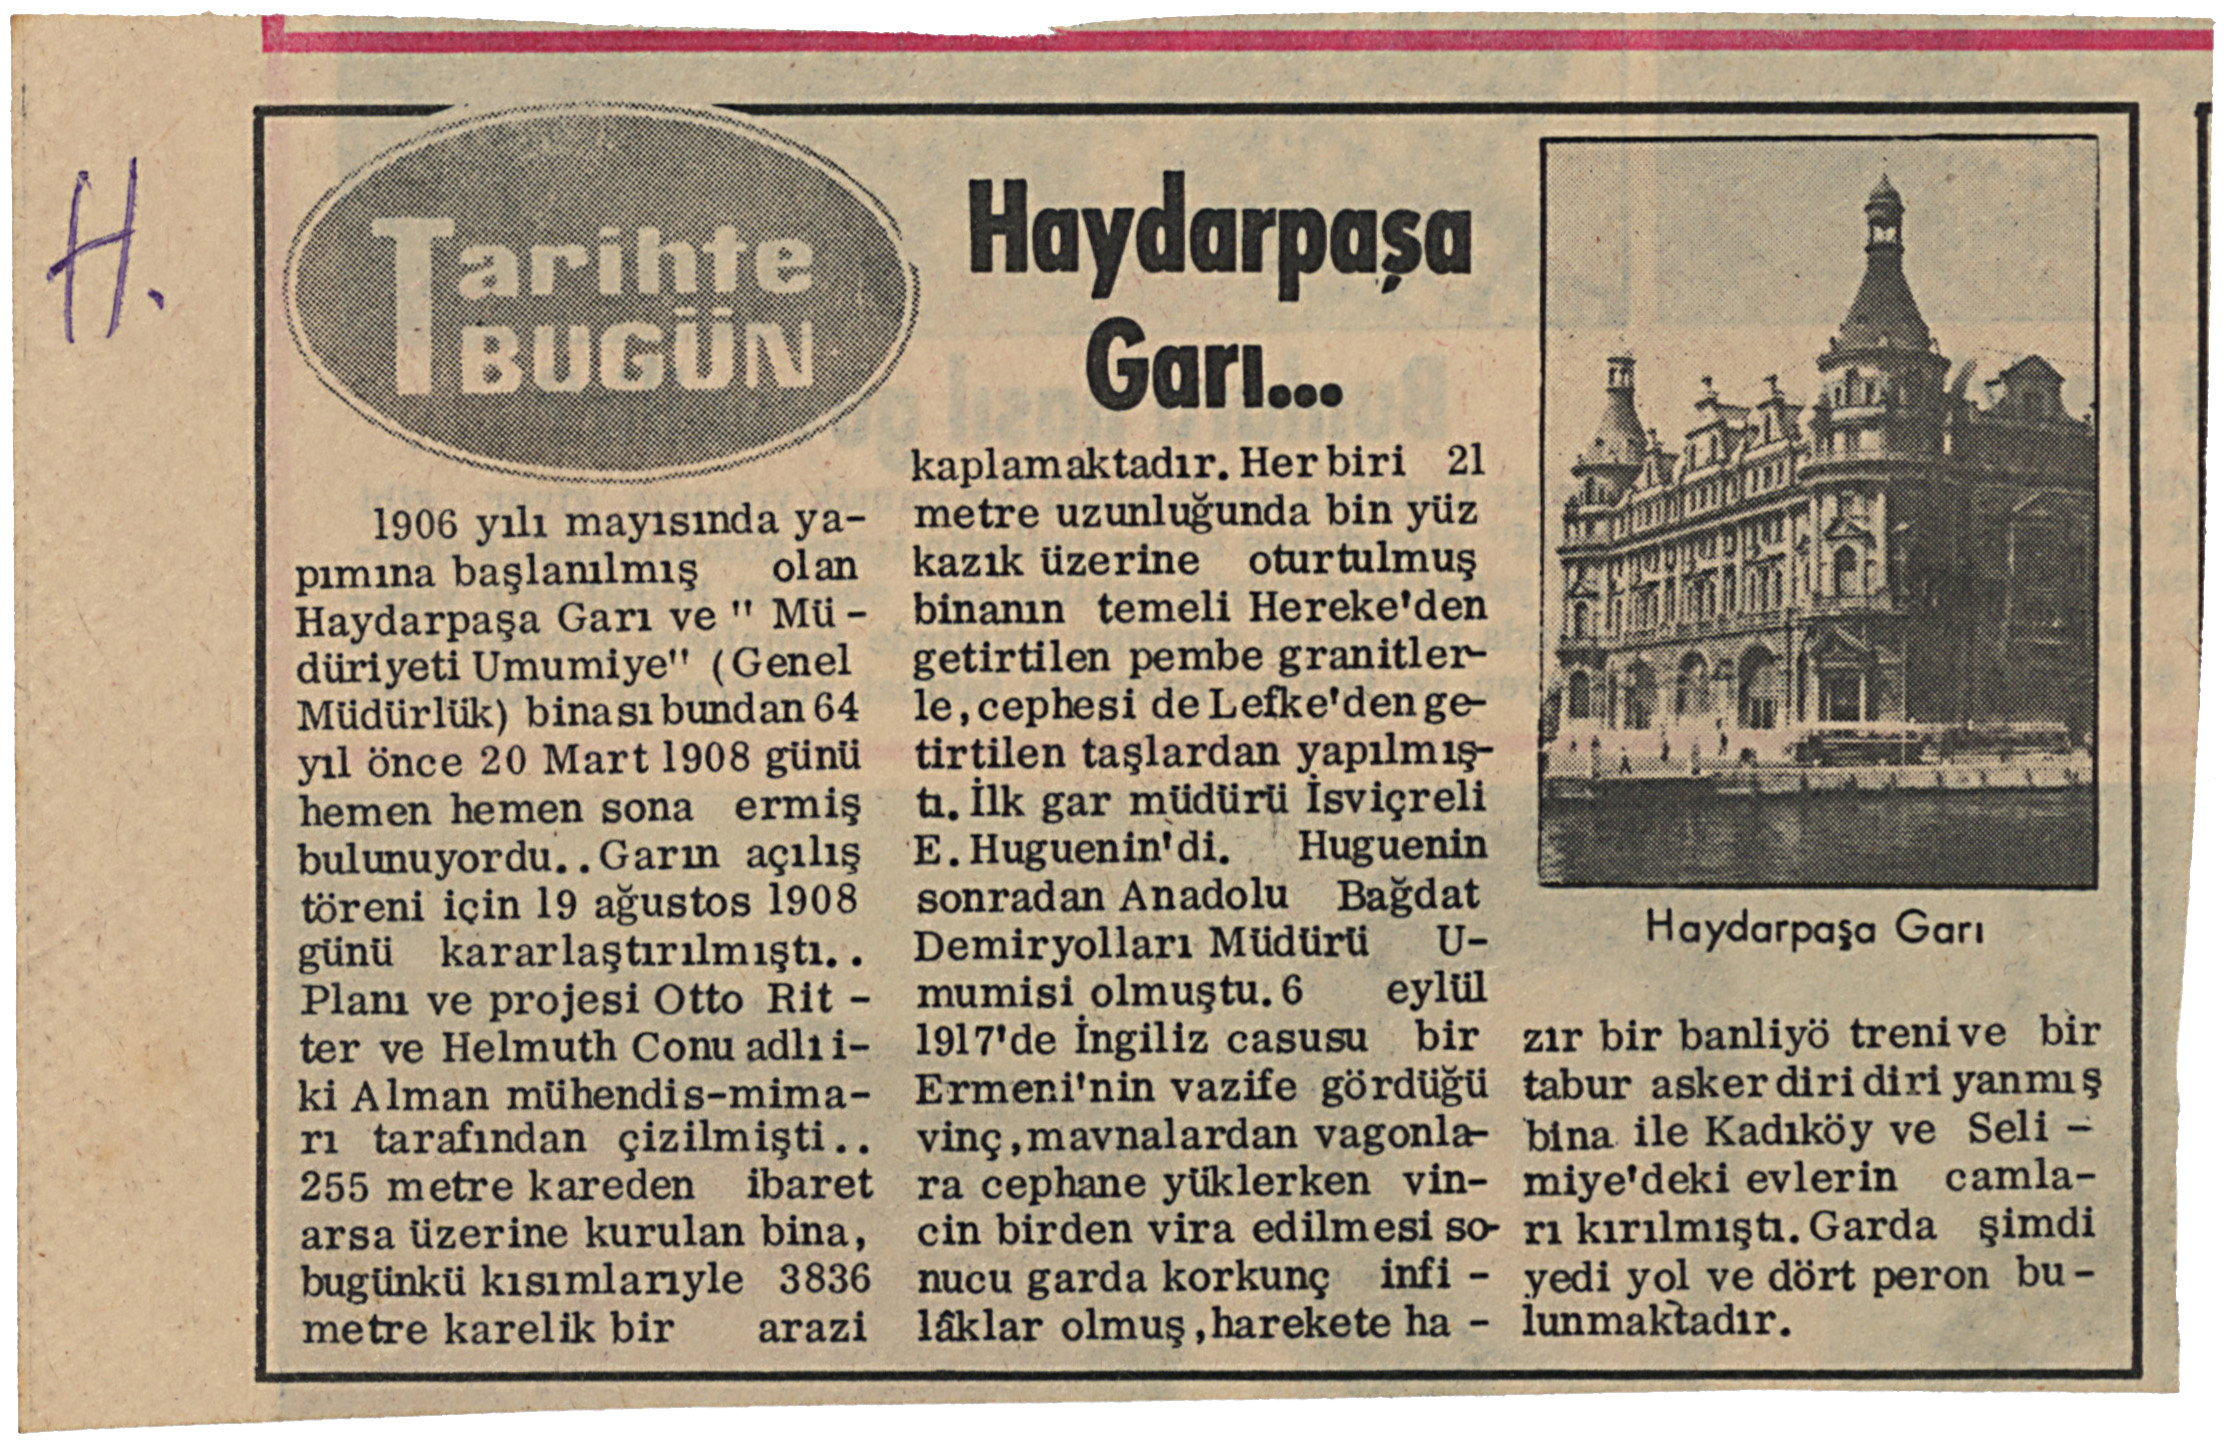 H.
Tarihte
BUGÜN
Haydarpaşa
Garı...
1906 yılı mayısında ya-
pımına başlanılmış olan
Haydarpaşa Garı ve " Mü -
düriyeti Umumiye" (Genel
Müdürlük) binası bundan 64
yıl önce 20 Mart 1908 günü
hemen hemen sona ermiş
bulunuyordu.. Garın açılış
töreni için 19 ağustos 1908
günü kararlaştırılmıştı..
Planı ve projesi Otto Rit -
ter ve Helmuth Conu adlı i-
ki Alman mühendis-mima-
rı tarafından çizilmişti..
255 metre kareden ibaret
arsa üzerine kurulan bina,
bugünkü kısımlarıyle 3836
metre karelik bir arazi
kaplamaktadır. Her biri 21
metre uzunluğunda bin yüz
kazık üzerine oturtulmuş
binanın temeli Hereke'den
getirtilen pembe granitler-
le, cephesi de Lefke'den ge-
tirtilen taşlardan yapılmış-
tı. İlk gar müdürü İsviçreli
E. Huguenin'di. Huguenin
sonradan Anadolu Bağdat
Demiryolları Müdürü U-
mumisi olmuştu. 6 eylül
1917'de İngiliz casusu bir
Ermeni'nin vazife gördüğü
vinç, mavnalardan vagonla-
ra cephane yüklerken vin-
cin birden vira edilmesi so-
nucu garda korkunç infi -
lâklar olmuş, harekete ha -
Haydarpaşa Garı
zır bir banliyö treni ve bir
tabur asker diri diri yanmış
bina ile Kadıköy ve Seli -
miye'deki evlerin camla-
rı kırılmıştı. Garda şimdi
yedi yol ve dört peron bu -
lunmaktadır.